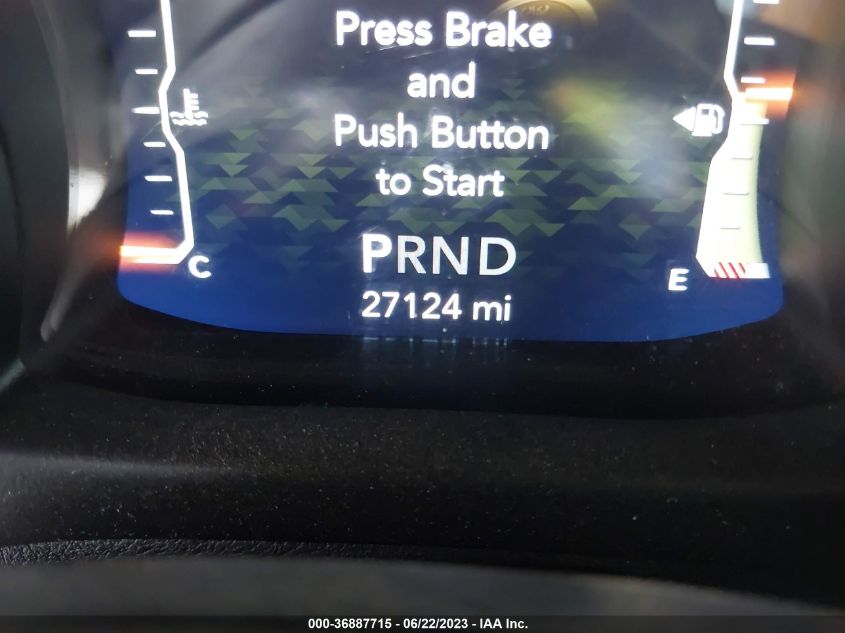 Press Brake
and
Push Button
to Start
PRND
C
E
27124 mi
000-36887715 - 06/22/2023 - IAA Inc.